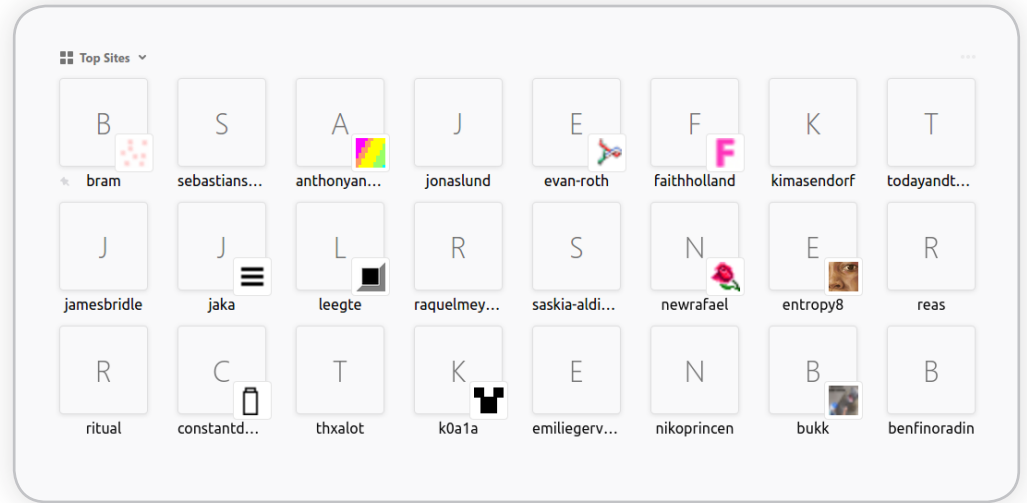 Top Sites
B S A J E F K T
F
bram sebastians... anthonyan... jonaslund evan-roth faithholland kimasendorf todayandt...
J J L R S N E R
jamesbridle jaka leegte raquelmey... saskia-aldi... newrafael entropy8 reas
R C T K E N B B
ritual constantd... thxalot k0a1a emiliegerv... nikoprincen bukk benfinoradin